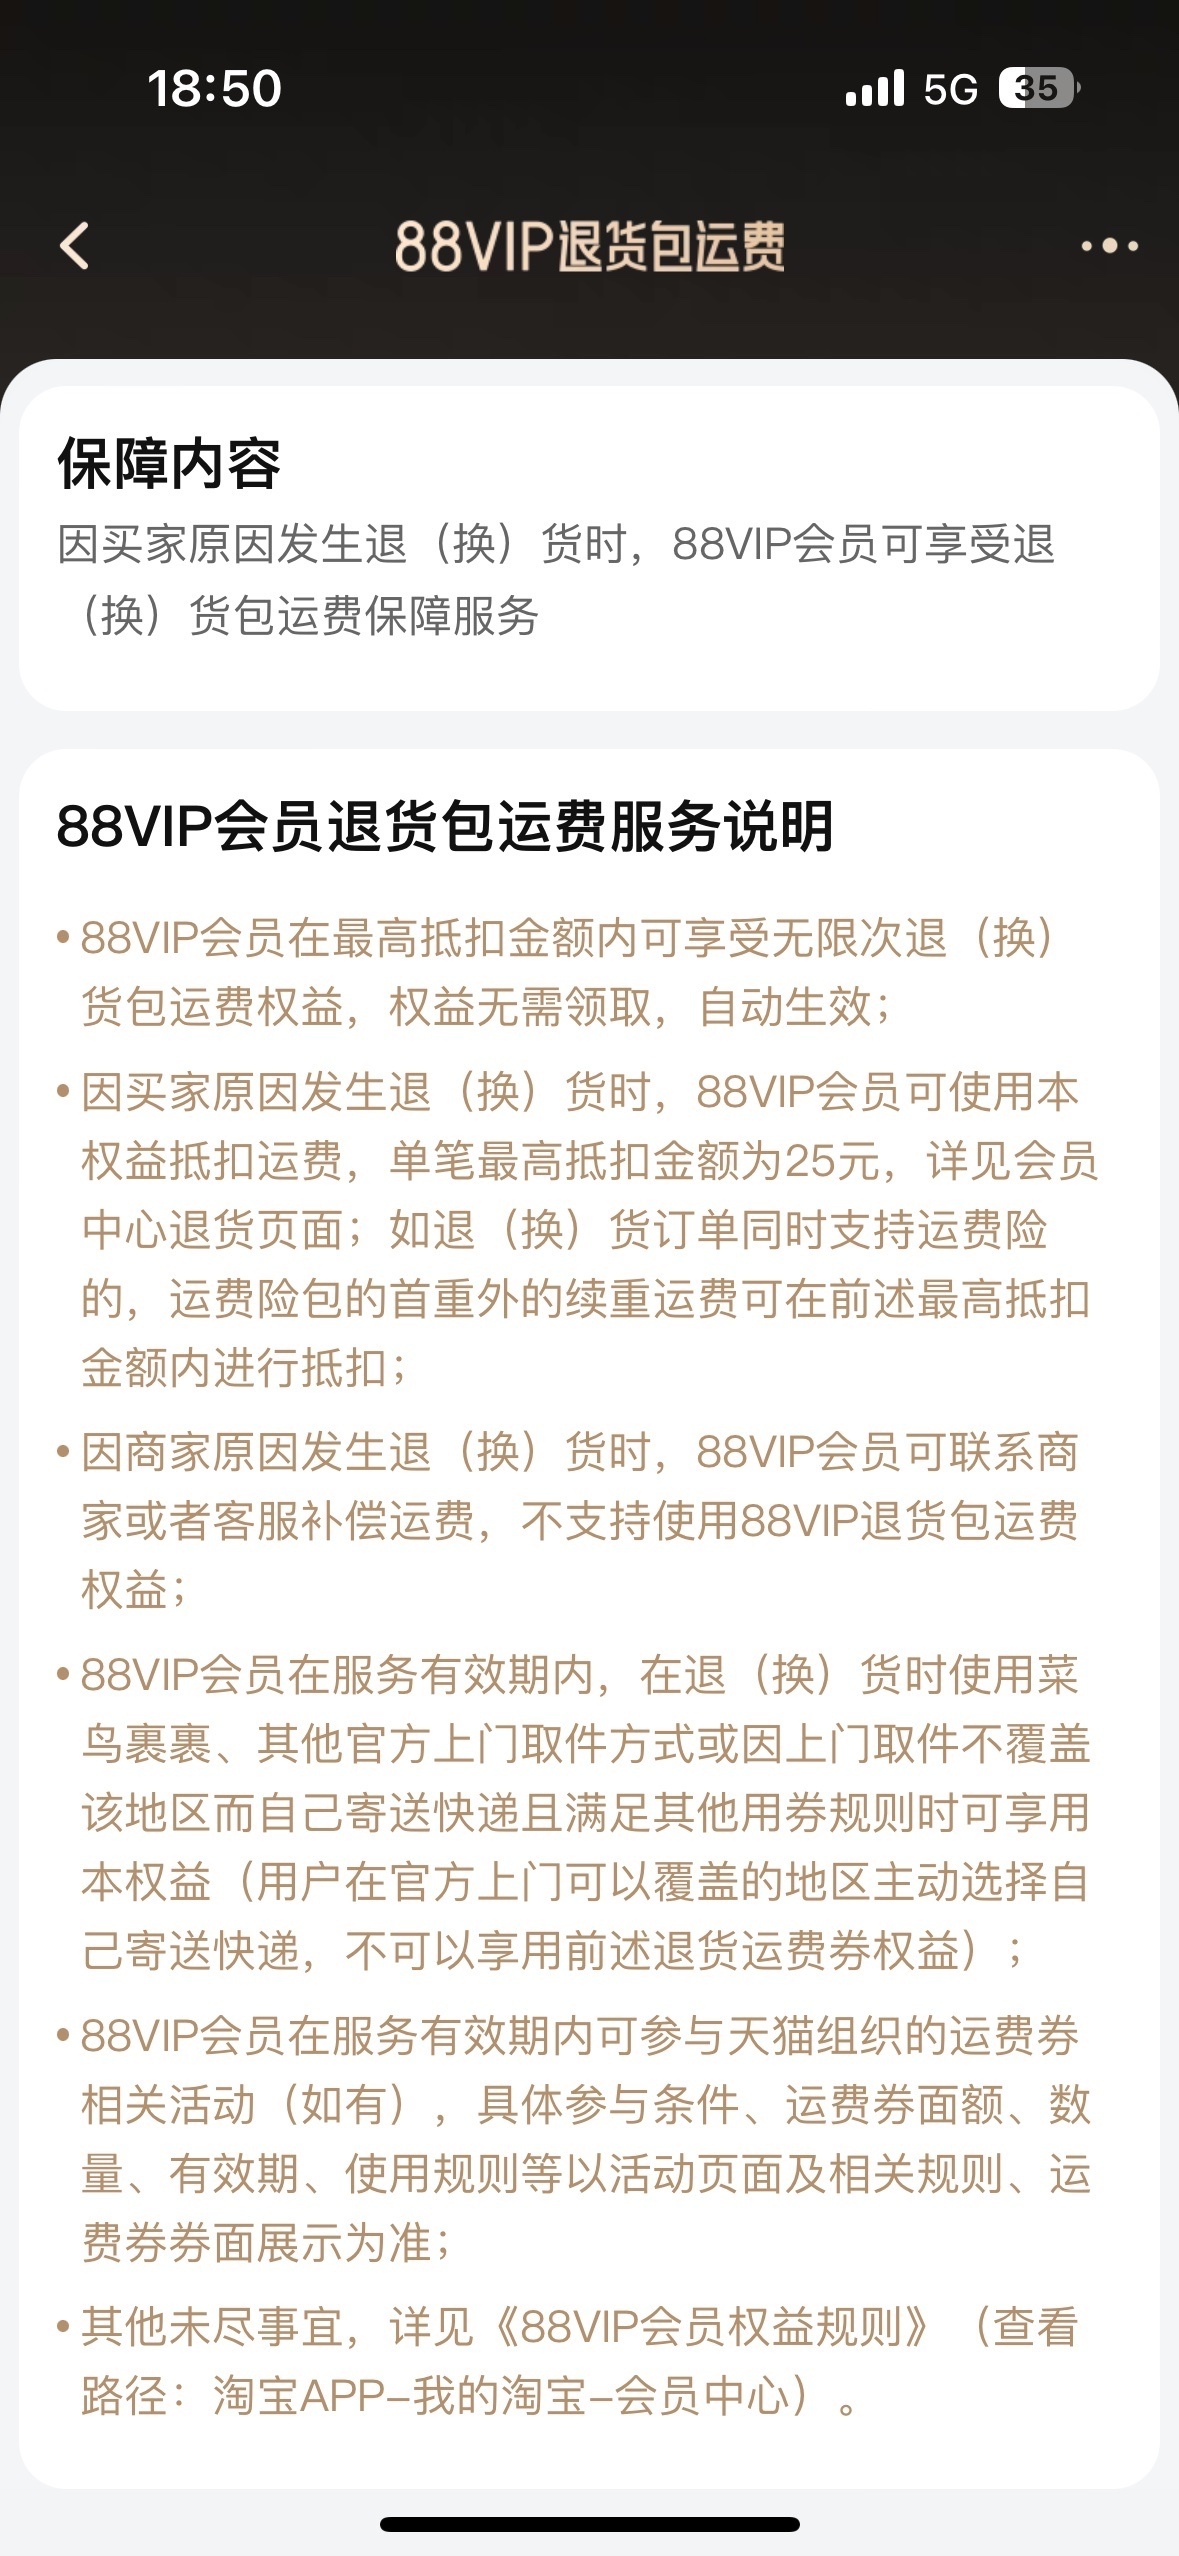 18:50
5G
35
88VIP退货包运费
保障内容
因买家原因发生退（换）货时，88VIP会员可享受退
（换）货包运费保障服务
88VIP会员退货包运费服务说明
•88VIP会员在最高抵扣金额内可享受无限次退（换）
货包运费权益，权益无需领取，自动生效；
•因买家原因发生退（换）货时，88VIP会员可使用本
权益抵扣运费，单笔最高抵扣金额为25元，详见会员
中心退货页面；如退（换）货订单同时支持运费险
的，运费险包的首重外的续重运费可在前述最高抵扣
金额内进行抵扣；
•因商家原因发生退（换）货时，88VIP会员可联系商
家或者客服补偿运费，不支持使用88VIP退货包运费
权益；
•88VIP会员在服务有效期内，在退（换）货时使用菜
鸟裹裹、其他官方上门取件方式或因上门取件不覆盖
该地区而自己寄送快递且满足其他用券规则时可享用
本权益（用户在官方上门可以覆盖的地区主动选择自
己寄送快递，不可以享用前述退货运费券权益）；
•88VIP会员在服务有效期内可参与天猫组织的运费券
相关活动（如有），具体参与条件、运费券面额、数
量、有效期、使用规则等以活动页面及相关规则、运
费券券面展示为准；
•其他未尽事宜，详见《88VIP会员权益规则》（查看
路径：淘宝APP-我的淘宝-会员中心）。